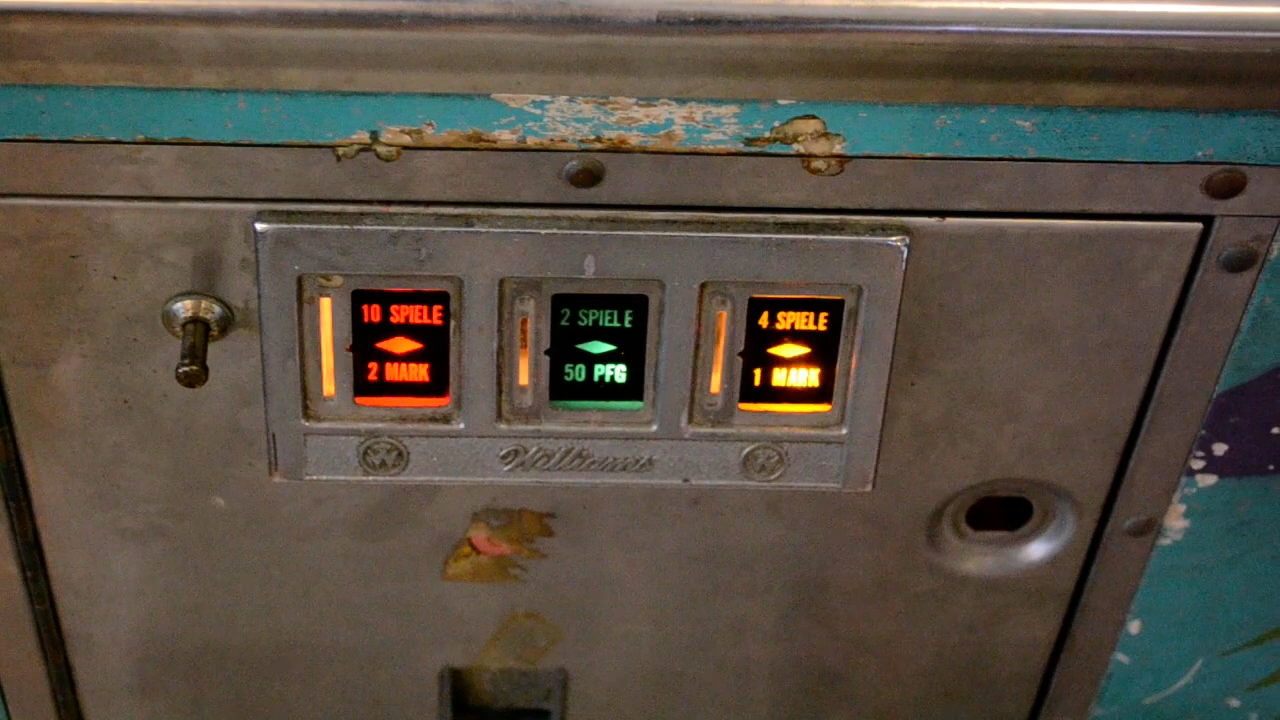 10 SPIELE
2 MARK
2 SPIELE
50 PFG
4 SPIELE
1 MARK
W Williams W